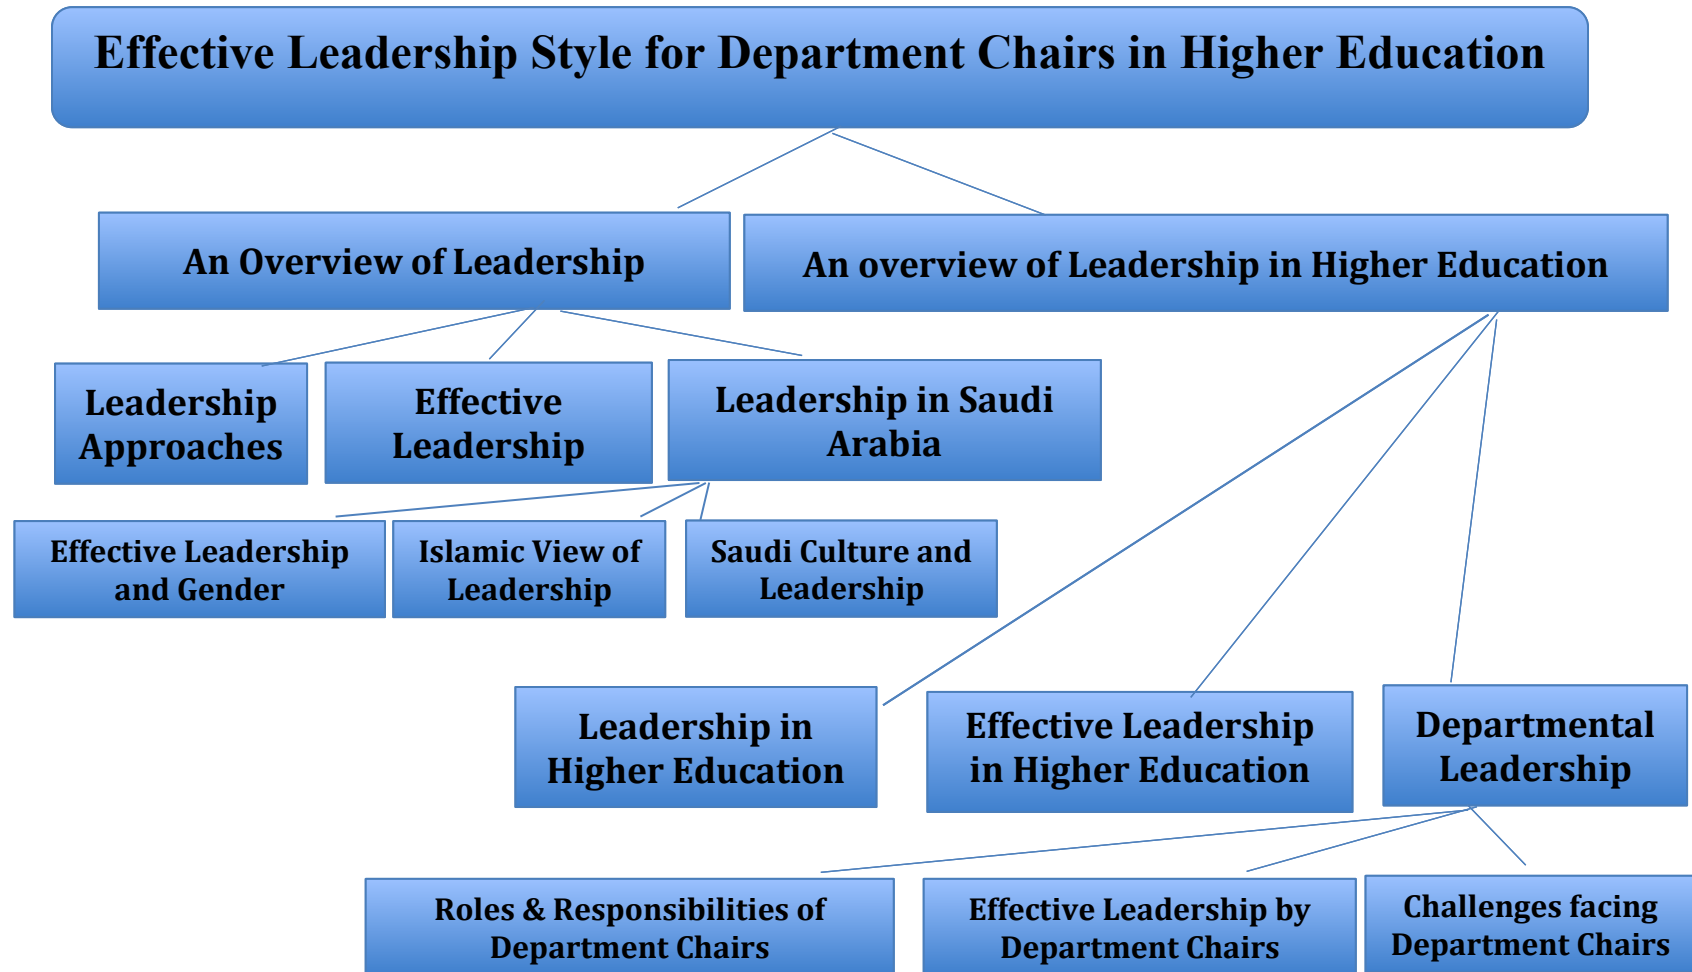 Effective Leadership Style for Department Chairs in Higher Education
An Overview of Leadership
An overview of Leadership in Higher Education
Leadership
Approaches
Effective
Leadership
Leadership in Saudi
Arabia
Effective Leadership
and Gender
Islamic View of
Leadership
Saudi Culture and
Leadership
Leadership in
Higher Education
Effective Leadership
in Higher Education
Departmental
Leadership
Roles & Responsibilities of
Department Chairs
Effective Leadership by
Department Chairs
Challenges facing
Department Chairs